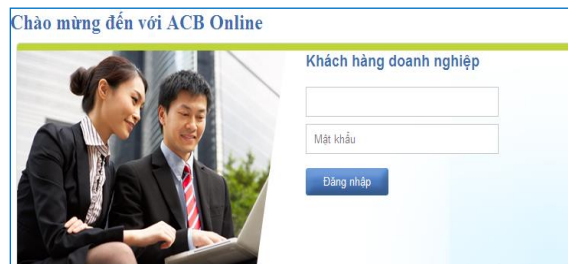 Chào mừng đến với ACB Online
Khách hàng doanh nghiệp
Mật khẩu
Đăng nhập